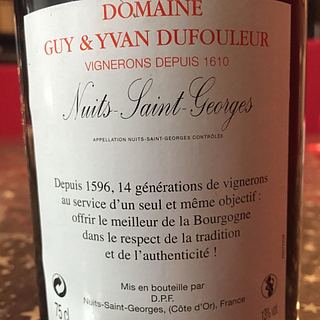 DOMAINE
GUY & YVAN DUFOULEUR
VIGNERONS DEPUIS 1610
Nuits-Saint-Georges
APPELLATION NUITS-SAINT-GEORGES CONTRÔLÉE
Depuis 1596, 14 générations de vignerons
au service d'un seul et même objectif :
offrir le meilleur de la Bourgogne
dans le respect de la tradition
et de l'authenticité !
Mis en bouteille par
D.P.F.
Nuits-Saint-Georges, (Côte d'Or), France
75 cl
13% vol.